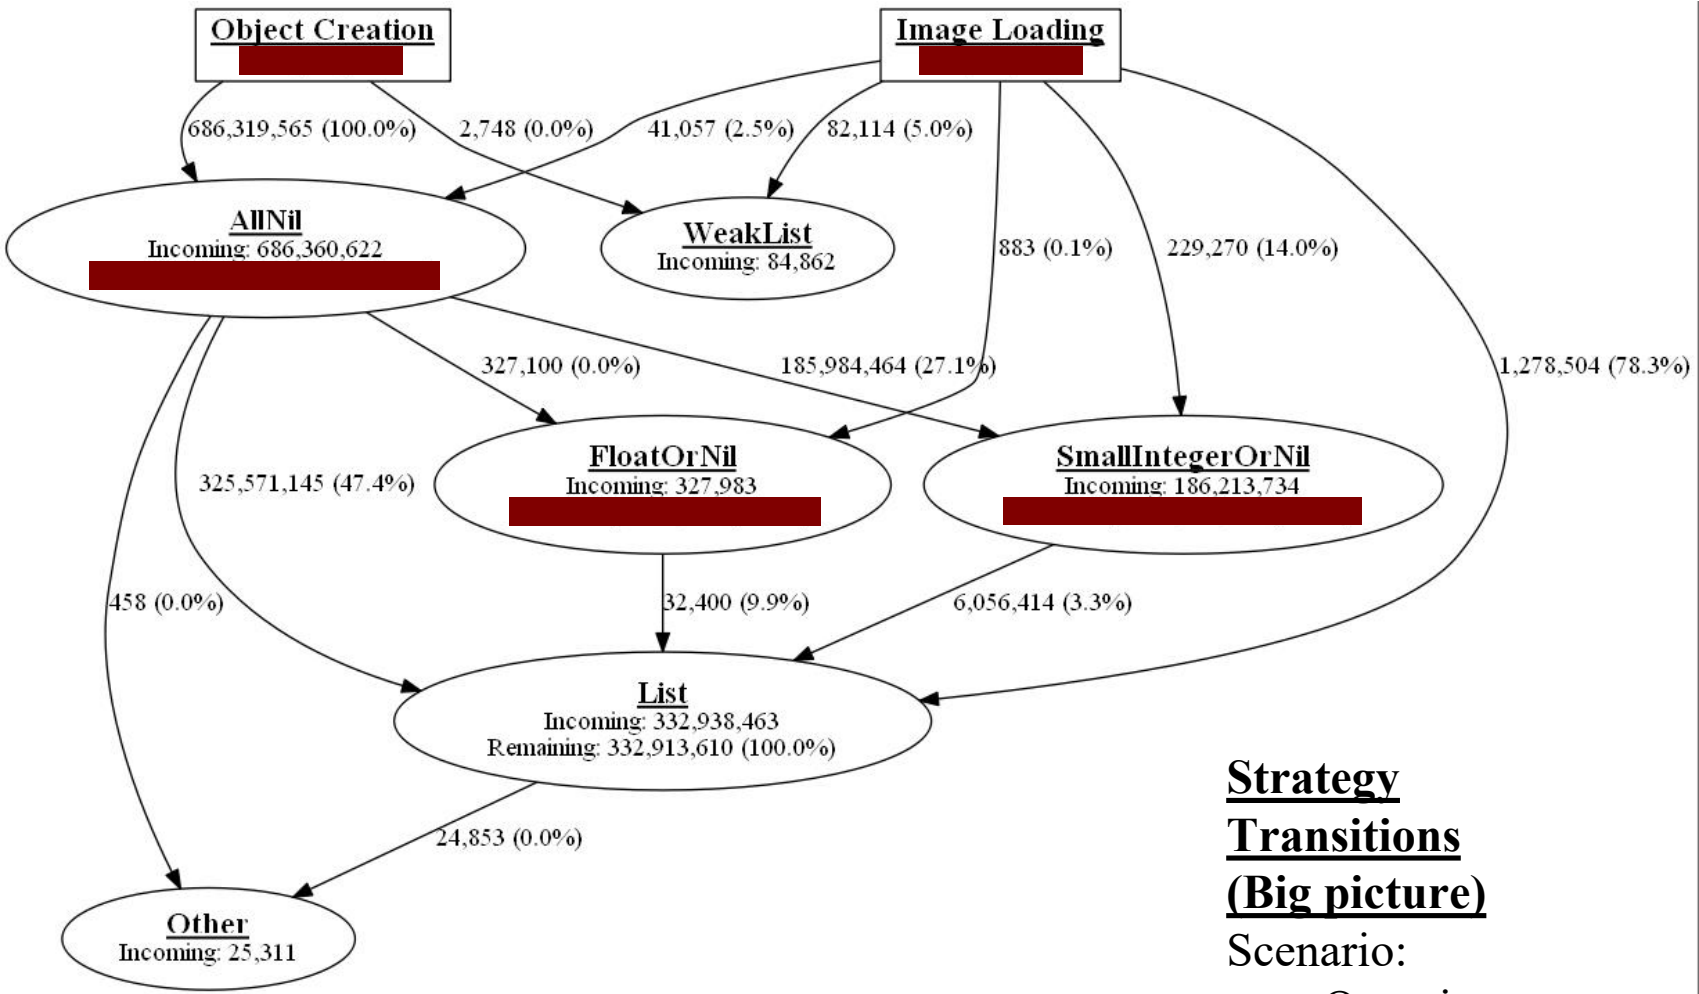 Object Creation
Image Loading
686,319,565 (100.0%)
2,748 (0.0%)
41,057 (2.5%)
82,114 (5.0%)
AllNil
Incoming: 686,360,622
WeakList
Incoming: 84,862
883 (0.1%)
229,270 (14.0%)
327,100 (0.0%)
185,984,464 (27.1%)
1,278,504 (78.3%)
325,571,145 (47.4%)
FloatOrNil
Incoming: 327,983
SmallIntegerOrNil
Incoming: 186,213,734
458 (0.0%)
32,400 (9.9%)
6,056,414 (3.3%)
List
Incoming: 332,938,463
Remaining: 332,913,610 (100.0%)
24,853 (0.0%)
Other
Incoming: 25,311
Strategy
Transitions
(Big picture)
Scenario: